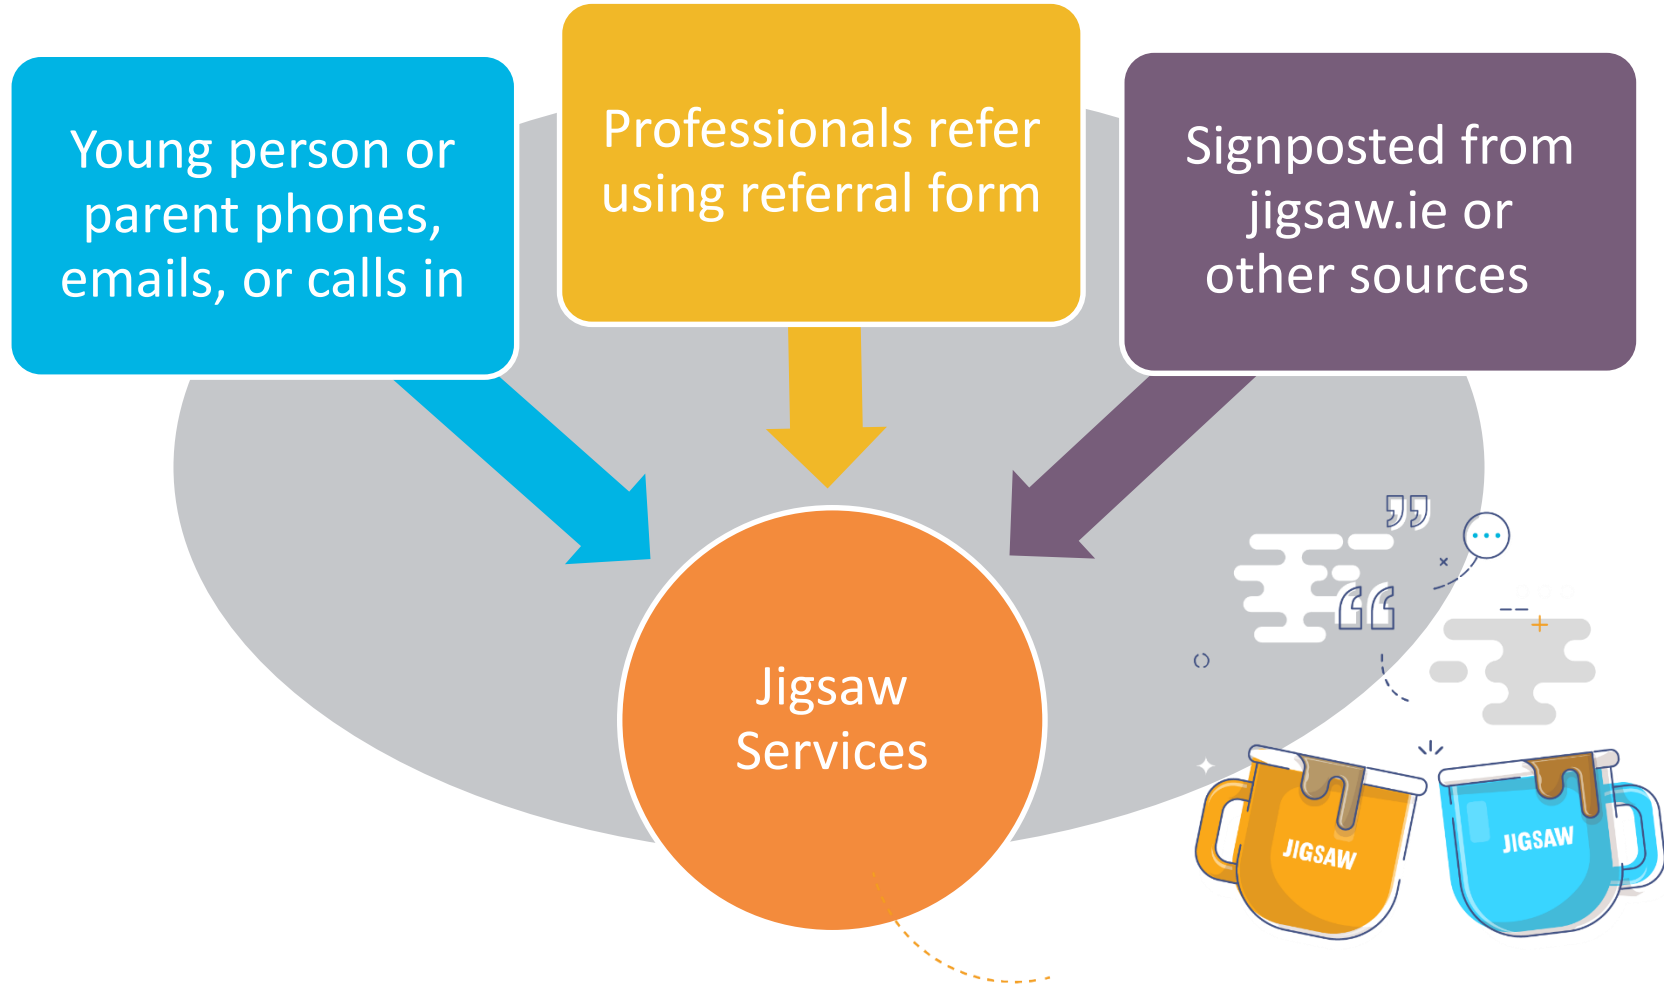 Young person or
parent phones,
emails, or calls in
Professionals refer
using referral form
Signposted from
jigsaw.ie or
other sources
Jigsaw
Services
JIGSAW
JIGSAW